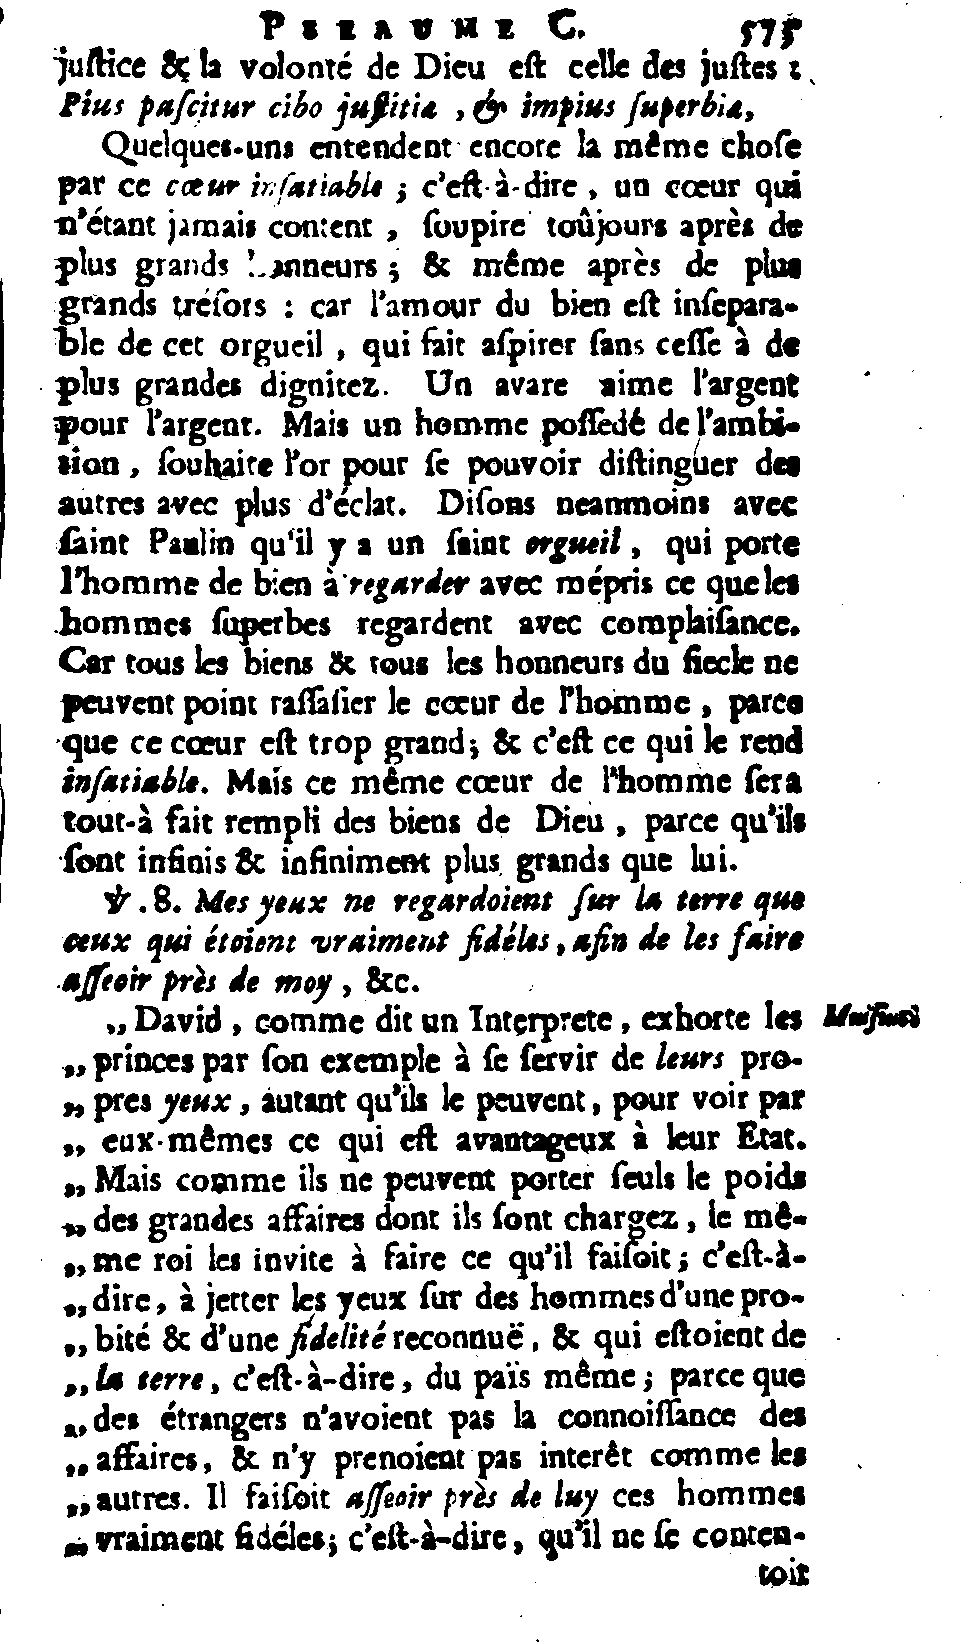 PSEAUME C. 575
juſtice & la volonté de Dieu eſt celle des juſtes :
Pius paſcitur cibo juſtitiæ, & impius ſuperbiæ,
Quelques-uns entendent encore la même choſe
par ce cœur inſatiable ; c'eſt-à-dire, un cœur qui
n'étant jamais content, ſoupire toûjours après de
plus grands honneurs ; & même après de plus
grands tréſors : car l'amour du bien eſt inſepara-
ble de cet orgueil, qui fait aſpirer ſans ceſſe à de
plus grandes dignitez. Un avare aime l'argent
pour l'argent. Mais un homme poſſedé de l'ambi-
tion, ſouhaite l'or pour ſe pouvoir diſtinguer des
autres avec plus d'éclat. Diſons neanmoins avec
ſaint Paulin qu'il y a un ſaint orgueil, qui porte
l'homme de bien à regarder avec mépris ce que les
hommes ſuperbes regardent avec complaiſance.
Car tous les biens & tous les honneurs du ſiecle ne
peuvent point raſſaſier le cœur de l'homme, parce
que ce cœur eſt trop grand; & c'eſt ce qui le rend
inſatiable. Mais ce même cœur de l'homme ſera
tout-à fait rempli des biens de Dieu, parce qu'ils
ſont infinis & infiniment plus grands que lui.
℣. 8. Mes yeux ne regardoient ſur la terre que
ceux qui étoient vraiment fidéles, afin de les faire
aſſeoir près de moy, &c.
„ David, comme dit un Interprete, exhorte les
„ princes par ſon exemple à ſe ſervir de leurs pro-
„ pres yeux, autant qu'ils le peuvent, pour voir par
„ eux-mêmes ce qui eſt avantageux à leur Etat.
„ Mais comme ils ne peuvent porter ſeuls le poids
„ des grandes affaires dont ils ſont chargez, le mê-
„ me roi les invite à faire ce qu'il faiſoit; c'eſt-à-
„ dire, à jetter les yeux ſur des hommes d'une pro-
„ bité & d'une fidelité reconnuë, & qui eſtoient de
„ la terre, c'eſt-à-dire, du païs même; parce que
„ des étrangers n'avoient pas la connoiſſance des
„ affaires, & n'y prenoient pas interêt comme les
„ autres. Il faiſoit aſſeoir près de luy ces hommes
„ vraiment fidéles; c'eſt-à-dire, qu'il ne ſe conten-
toit